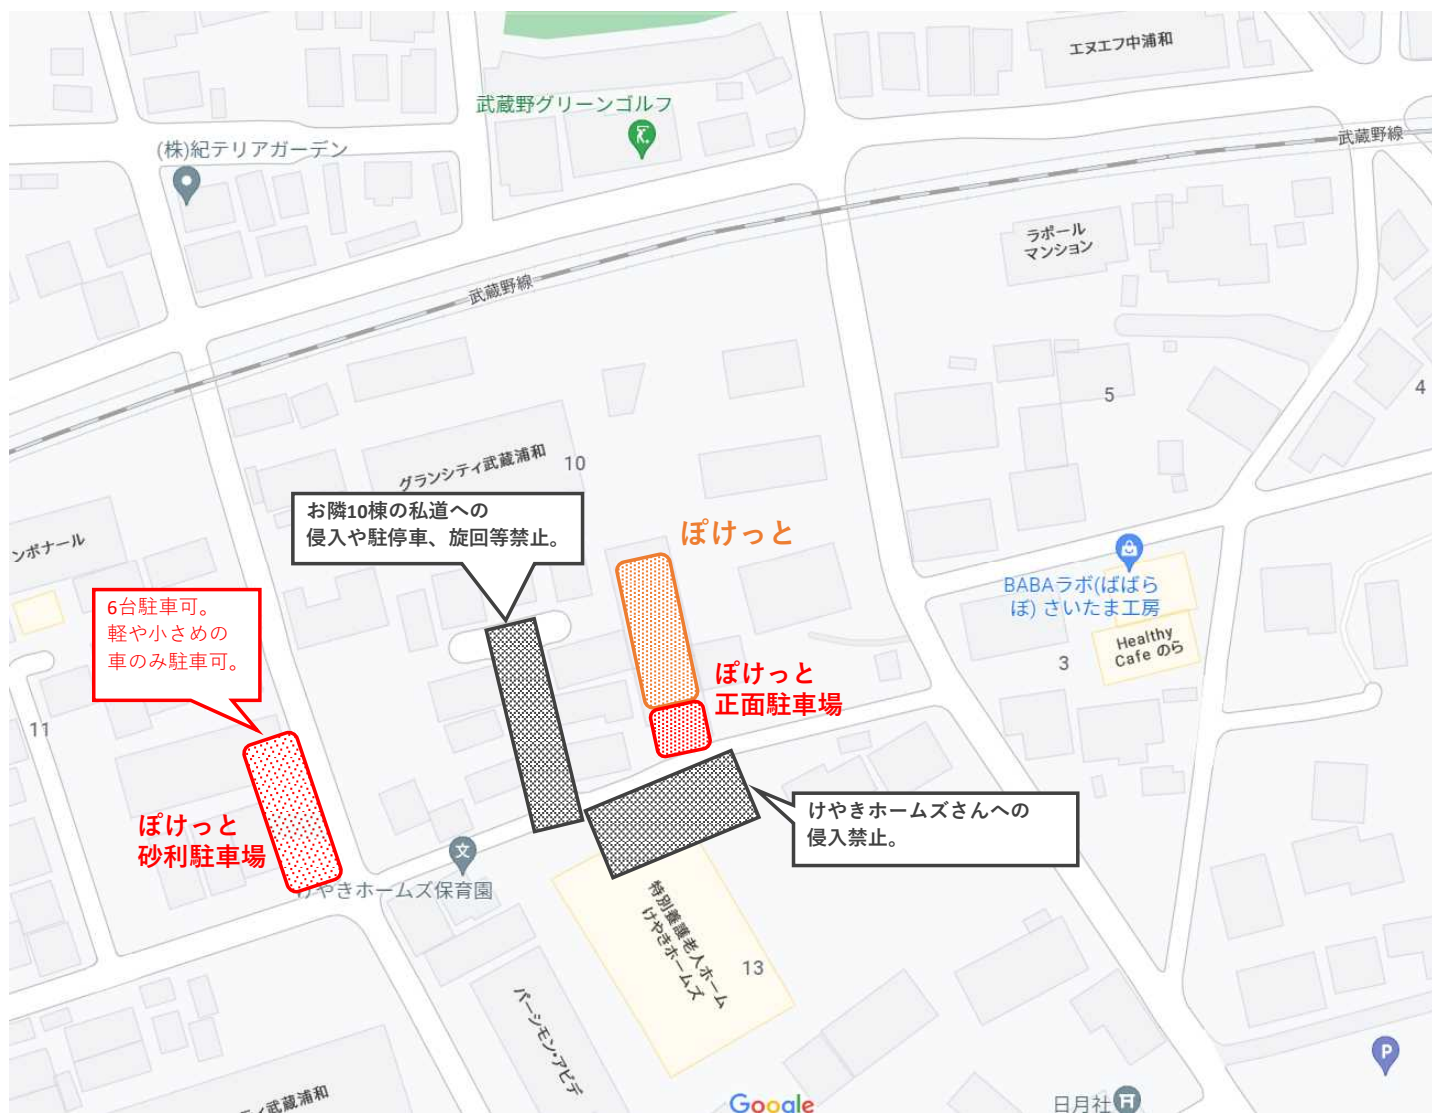 エヌエフ中浦和
武蔵野グリーンゴルフ
武蔵野線
(株)紀テリアガーデン
ラポール
マンション
武蔵野線
5
4
グランシティ武蔵浦和
10
お隣10棟の私道への
侵入や駐停車、旋回等禁止。
ぽけっと
ンボナール
BABAラボ(ばばら
ぼ) さいたま工房
6台駐車可。
軽や小さめの
車のみ駐車可。
Healthy
Cafe のら
3
ぽけっと
正面駐車場
11
けやきホームズさんへの
侵入禁止。
ぽけっと
砂利駐車場
文
けやきホームズ保育園
特別養護老人ホーム
けやきホームズ
13
パーシモン・アビテ
P
ィ武蔵浦和
Google
日月社